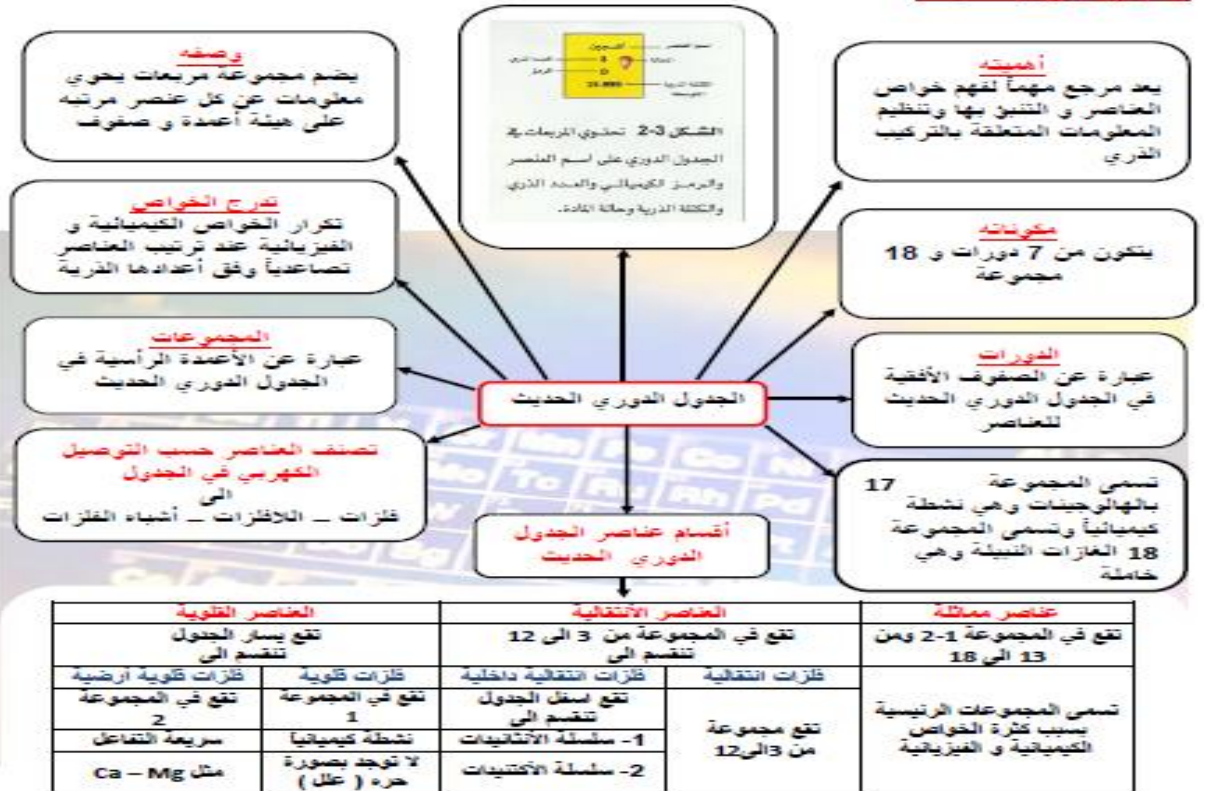 أهميته
يعد مرجع مهماً لفهم خواص
العناصر و التنبؤ بها وتنظيم
المعلومات المتعلقة بالتركيب
الذري
أكسجين
اسم العنصر
8
O
الرمز
الشكل 3-2 تحتوي المربعات في
الجدول الدوري على اسم العنصر
والرمز الكيميائي والعدد الذري
والكتلة الذرية وحالة المادة.
وصفه
يضم مجموعة مربعات يحوي
معلومات عن كل عنصر مرتبه
على هيئة أعمدة و صفوف
مكوناته
يتكون من 7 دورات و 18
مجموعة
تدرج الخواص
تكرار الخواص الكيميائية و
الفيزيائية عند ترتيب العناصر
تصاعدياً وفق أعدادها الذرية
الدورات
عبارة عن الصفوف الأفقية
في الجدول الدوري الحديث
للعناصر
المجموعات
عبارة عن الأعمدة الرأسية في
الجدول الدوري الحديث
الجدول الدوري الحديث
تسمى المجموعة 17
بالهالوجينات وهي نشطة
كيميائياً وتسمى المجموعة
18 الغازات النبيلة وهي
خاملة
تصنف العناصر حسب التوصيل
الكهربي في الجدول
الى
فلزات – اللافلزات – أشباه الفلزات
أقسام عناصر الجدول
الدوري الحديث
عناصر مماثلة
العناصر الأنتقالية
العناصر القلوية
تقع في المجموعة 1-2 ومن
13 الى 18
تقع في المجموعة من 3 الى 12
تنقسم الى
تقع يسار الجدول
تنقسم الى
تسمى المجموعات الرئيسية
بسبب كثرة الخواص
الكيميائية و الفيزيائية
فلزات انتقالية
فلزات انتقالية داخلية
فلزات قلوية
فلزات قلوية أرضية
تقع مجموعة
من 3الى12
تقع اسفل الجدول
تنقسم الى
1- سلسلة الأنثانيدات
2- سلسلة الأكتنيدات
تقع في المجموعة
1
نشطة كيميائياً
لا توجد بصورة
حره ( علل )
تقع في المجموعة
2
سريعة التفاعل
مثل Ca – Mg